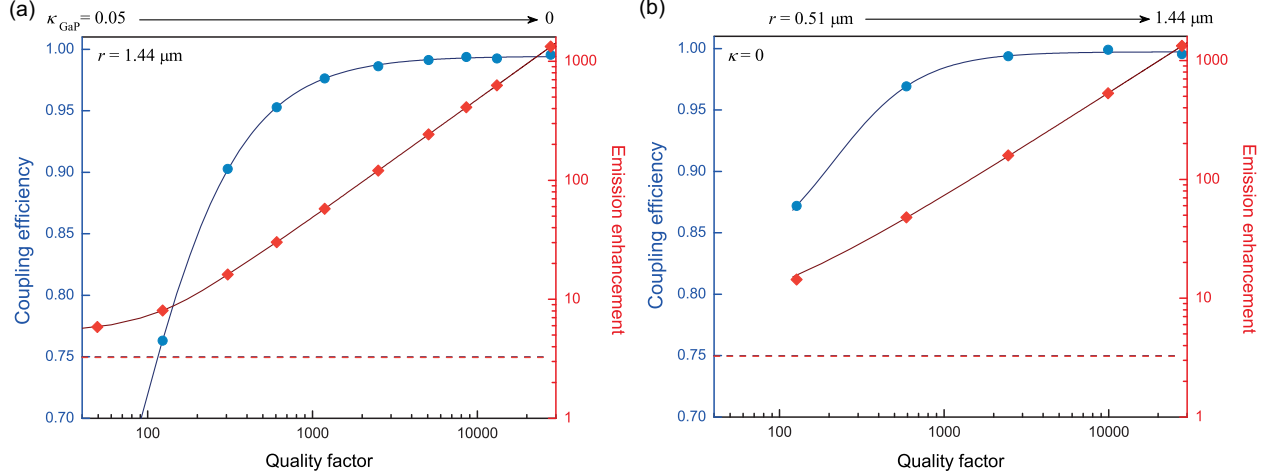 (a)
κ GaP = 0.05
0
r = 1.44 μm
1.00
0.95
0.90
0.85
0.80
0.75
0.70
Coupling efficiency
1000
100
10
1
Emission enhancement
100
1000
10000
Quality factor
(b)
r = 0.51 μm
1.44 μm
κ = 0
1.00
0.95
0.90
0.85
0.80
0.75
0.70
Coupling efficiency
1000
100
10
1
Emission enhancement
100
1000
10000
Quality factor